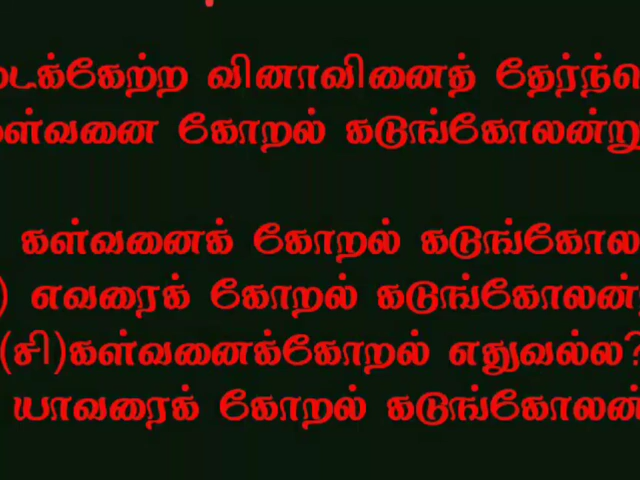 டைக்கேற்ற வினாவினைத் தேர்ந்
ள்வனை கோறல் கடுங்கோலன்று
கள்வனைக் கோறல் கடுங்கோல
) எவரைக் கோறல் கடுங்கோலன்
(சி)கள்வனைக்கோறல் எதுவல்ல?
யாவரைக் கோறல் கடுங்கோலன்